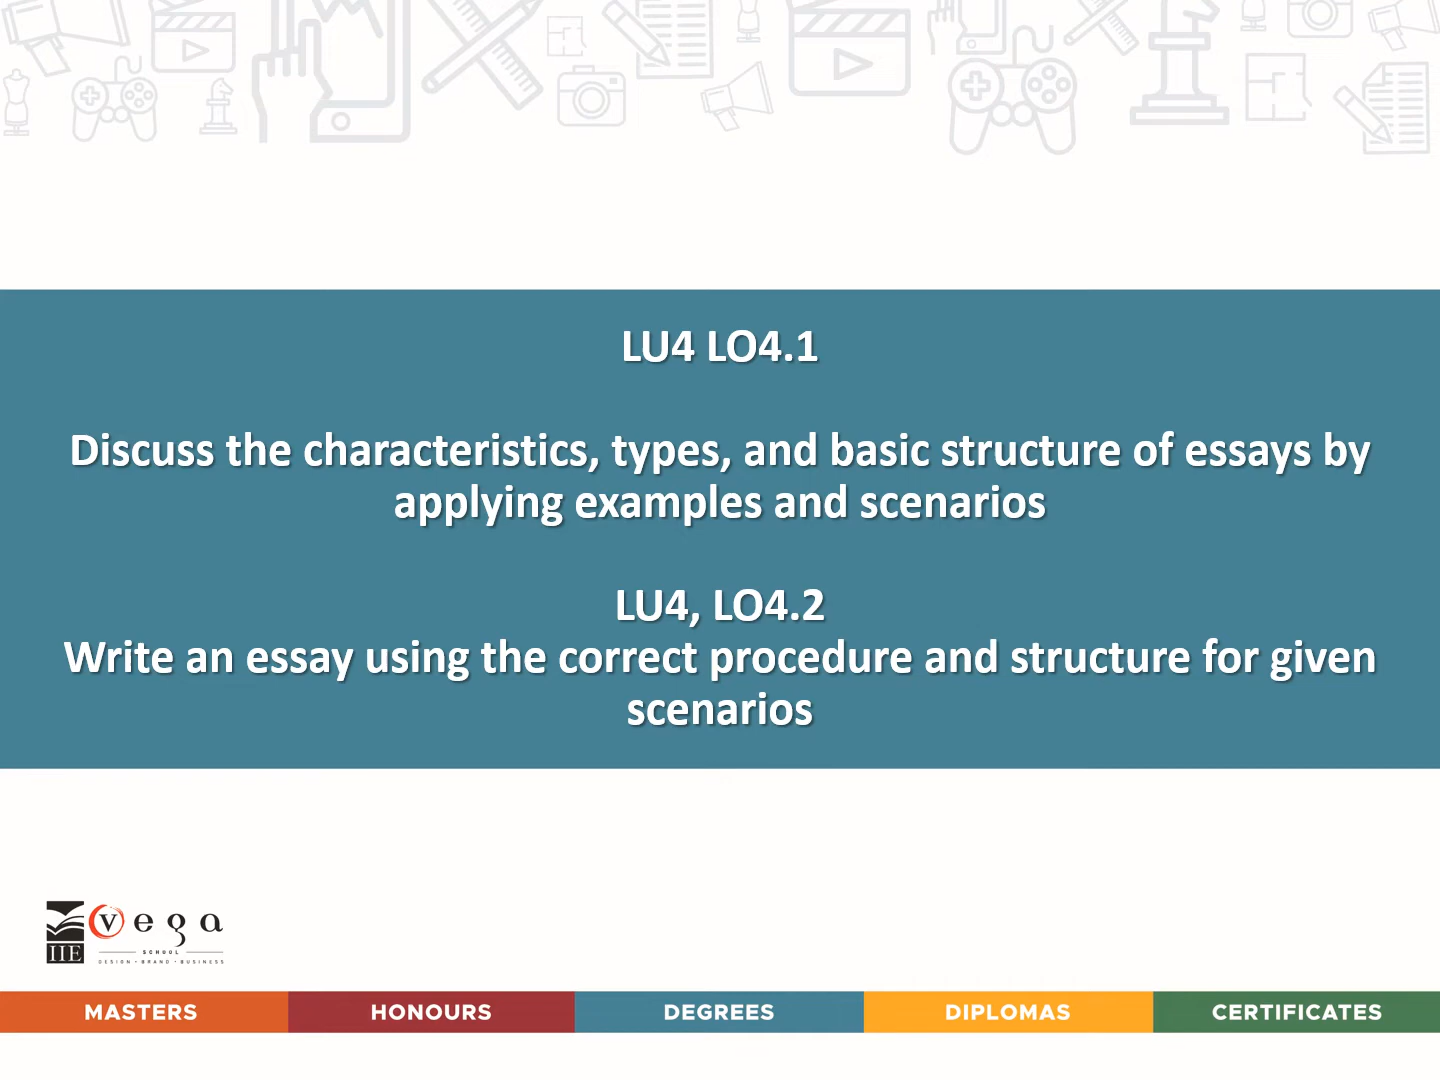 LU4 LO4.1
Discuss the characteristics, types, and basic structure of essays by
applying examples and scenarios
LU4, LO4.2
Write an essay using the correct procedure and structure for given
scenarios
IIE
vega
SCHOOL
DESIGN • BRAND • BUSINESS
MASTERS
HONOURS
DEGREES
DIPLOMAS
CERTIFICATES